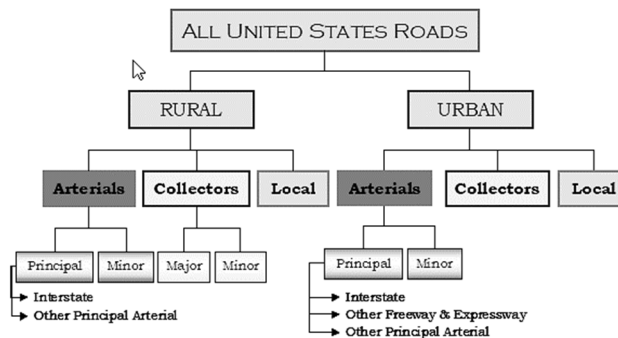 ALL UNITED STATES ROADS
RURAL
URBAN
Arterials
Collectors
Local
Arterials
Collectors
Local
Principal
Minor
Major
Minor
Principal
Minor
Interstate
Other Principal Arterial
Interstate
Other Freeway & Expressway
Other Principal Arterial